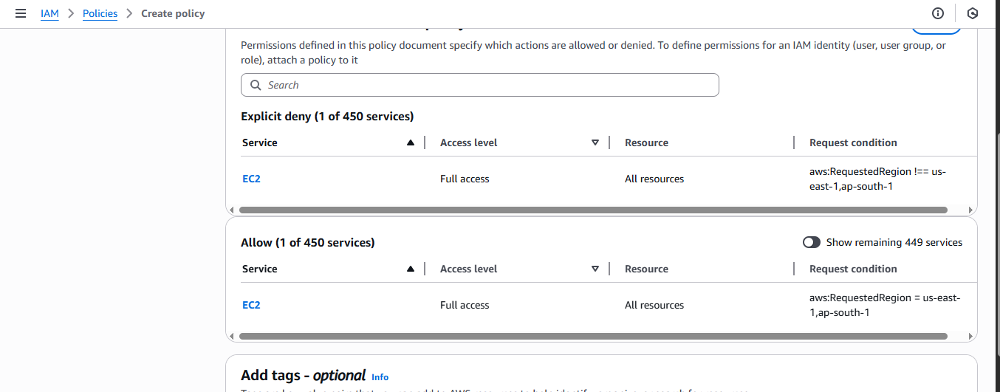 IAM > Policies > Create policy
Permissions defined in this policy document specify which actions are allowed or denied. To define permissions for an IAM identity (user, user group, or
role), attach a policy to it
Search
Explicit deny (1 of 450 services)
Service Access level Resource Request condition
EC2 Full access All resources aws:RequestedRegion !== us-
east-1,ap-south-1
Allow (1 of 450 services) Show remaining 449 services
Service Access level Resource Request condition
EC2 Full access All resources aws:RequestedRegion = us-east-
1,ap-south-1
Add tags - optional Info